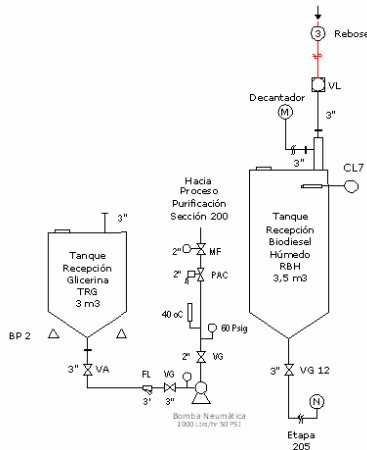 3
Rebose
VL
Decantador
M
3"
3"
CL7
Hacia
Proceso
Purificación
Sección 200
3"
2"
MF
2"
PAC
Tanque
Recepción
Glicerina
TRG
3 m3
Tanque
Recepción
Biodiesel
Húmedo
RBH
3,5 m3
40 oC
60 Psig
BP 2
VG
2"
3"
VA
FL
VG
3"
3"
3"
VG 12
Bomba Neumática
1000 Ltos/hr 50 PSI
N
Etapa
205